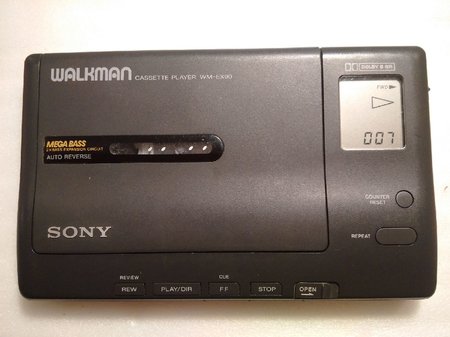 WALKMAN CASSETTE PLAYER WM-EX80
DOLBY B NR
FWD
007
MEGA BASS
AUTO REVERSE
COUNTER
RESET
REPEAT
SONY
REVIEW CUE
REW PLAY/DIR FF STOP OPEN